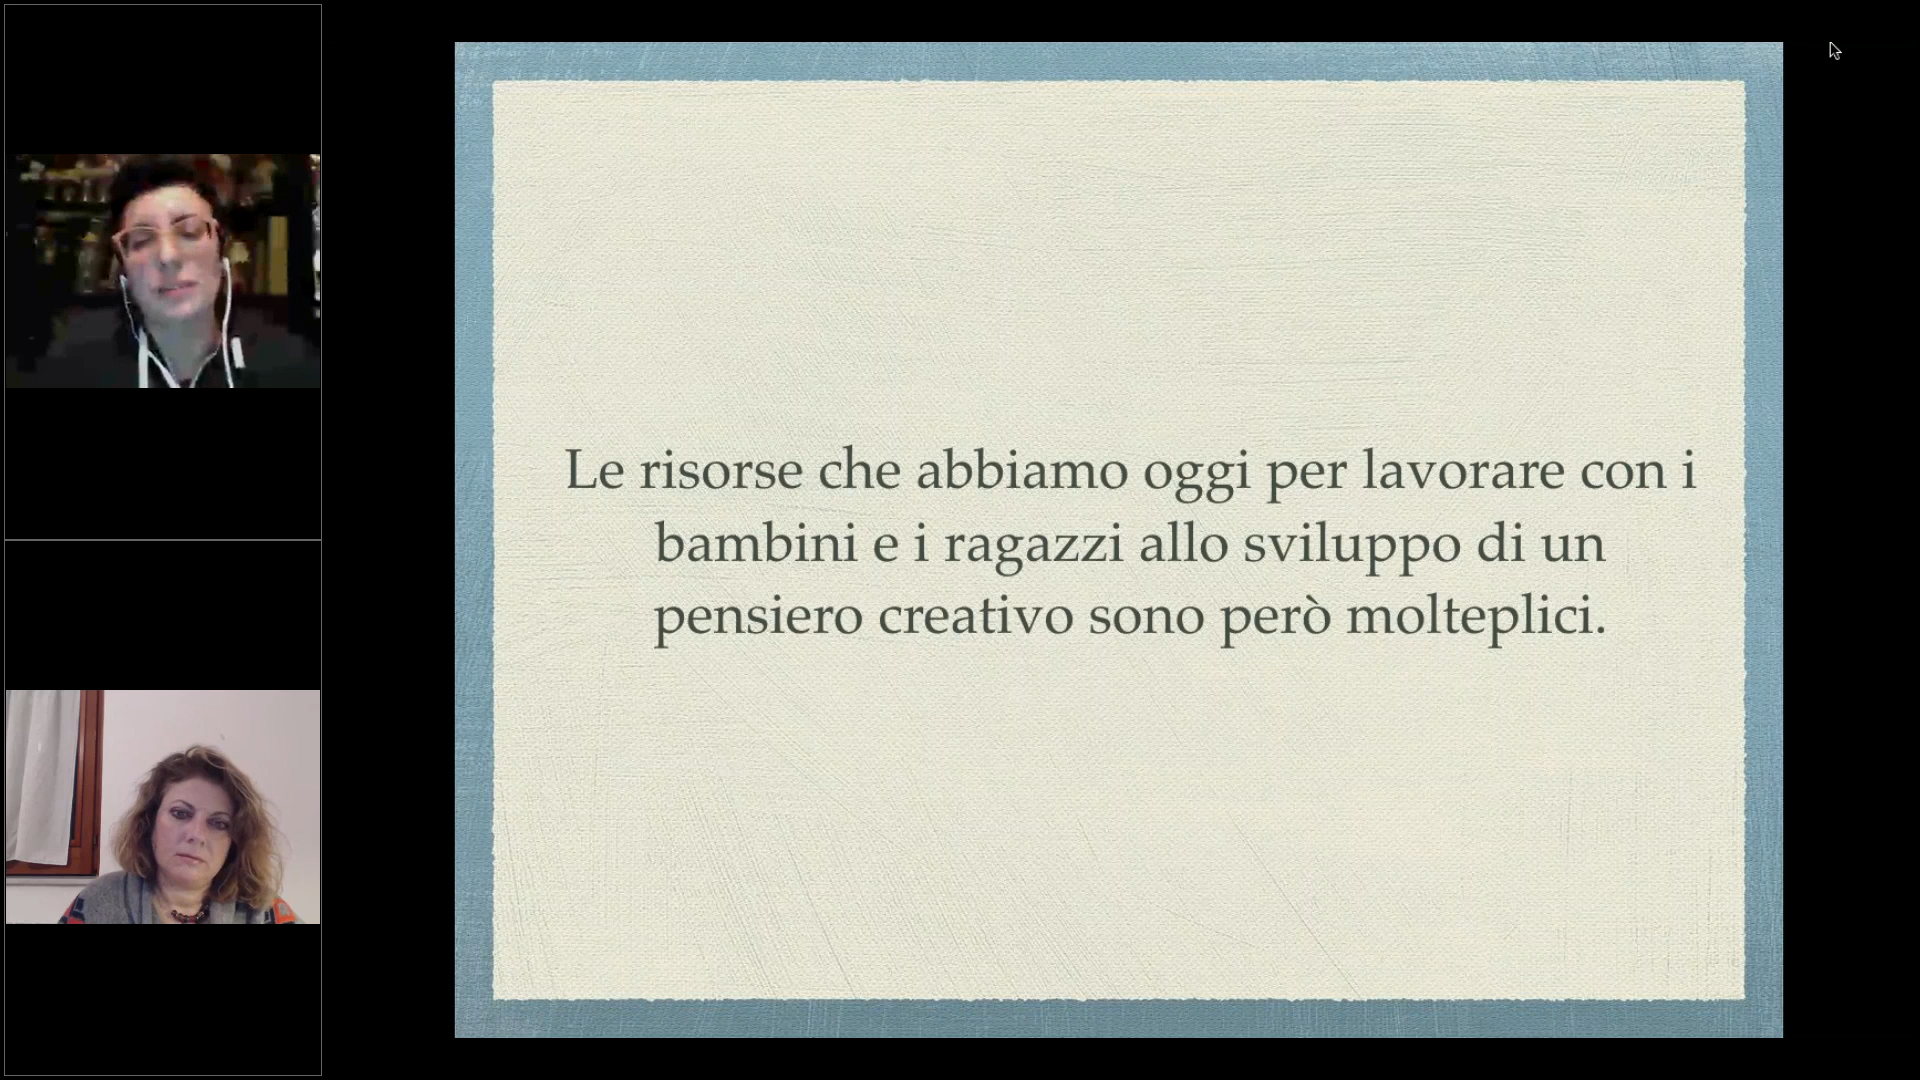 Le risorse che abbiamo oggi per lavorare con i
bambini e i ragazzi allo sviluppo di un
pensiero creativo sono però molteplici.